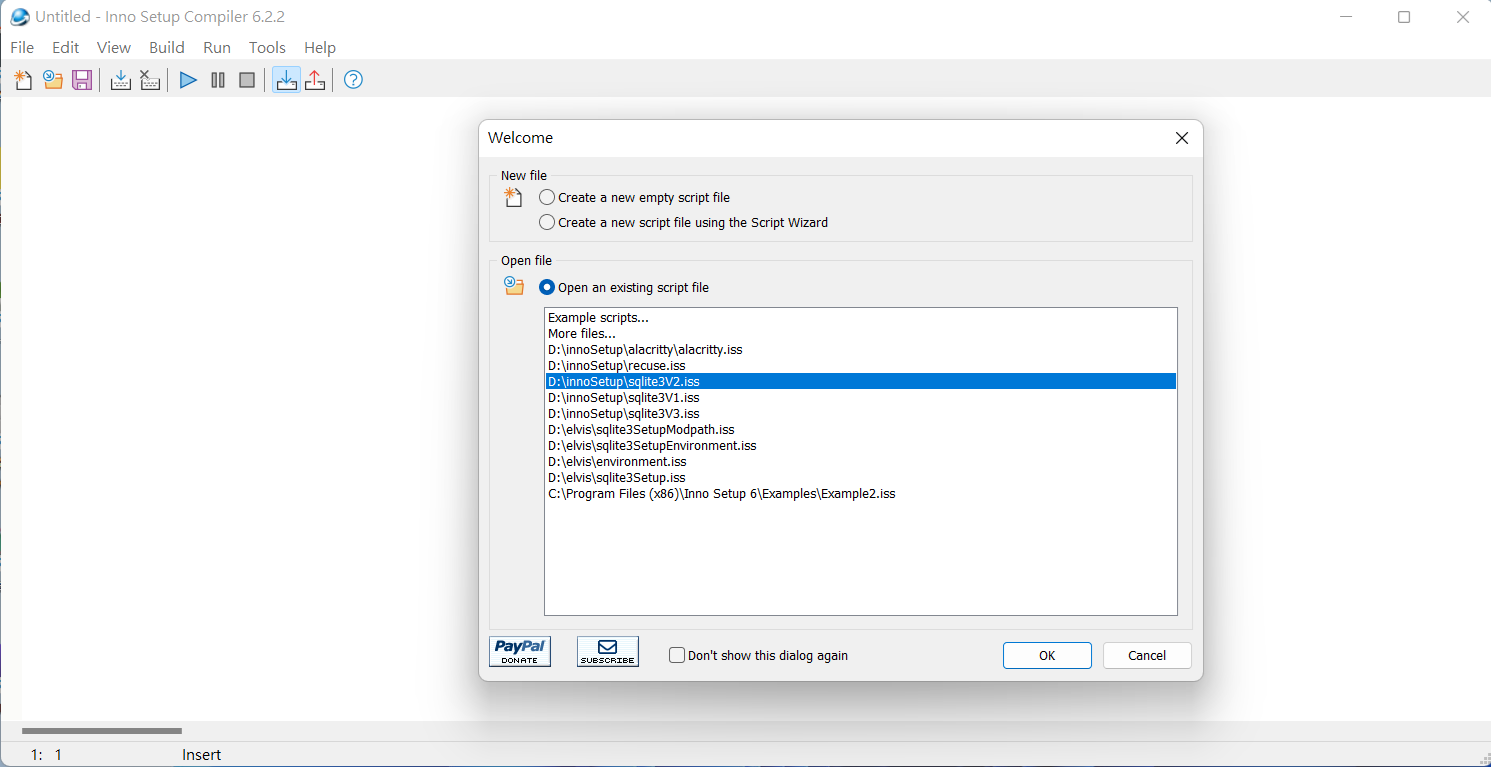 Untitled - Inno Setup Compiler 6.2.2
File Edit View Build Run Tools Help
Welcome
New file
Create a new empty script file
Create a new script file using the Script Wizard
Open file
Open an existing script file
Example scripts...
More files...
D:\innoSetup\alacritty\alacritty.iss
D:\innoSetup\recuse.iss
D:\innoSetup\sqlite3V2.iss
D:\innoSetup\sqlite3V1.iss
D:\innoSetup\sqlite3V3.iss
D:\elvis\sqlite3SetupModpath.iss
D:\elvis\sqlite3SetupEnvironment.iss
D:\elvis\environment.iss
D:\elvis\sqlite3Setup.iss
C:\Program Files (x86)\Inno Setup 6\Examples\Example2.iss
PayPal
DONATE
SUBSCRIBE
Don't show this dialog again
OK
Cancel
1: 1
Insert